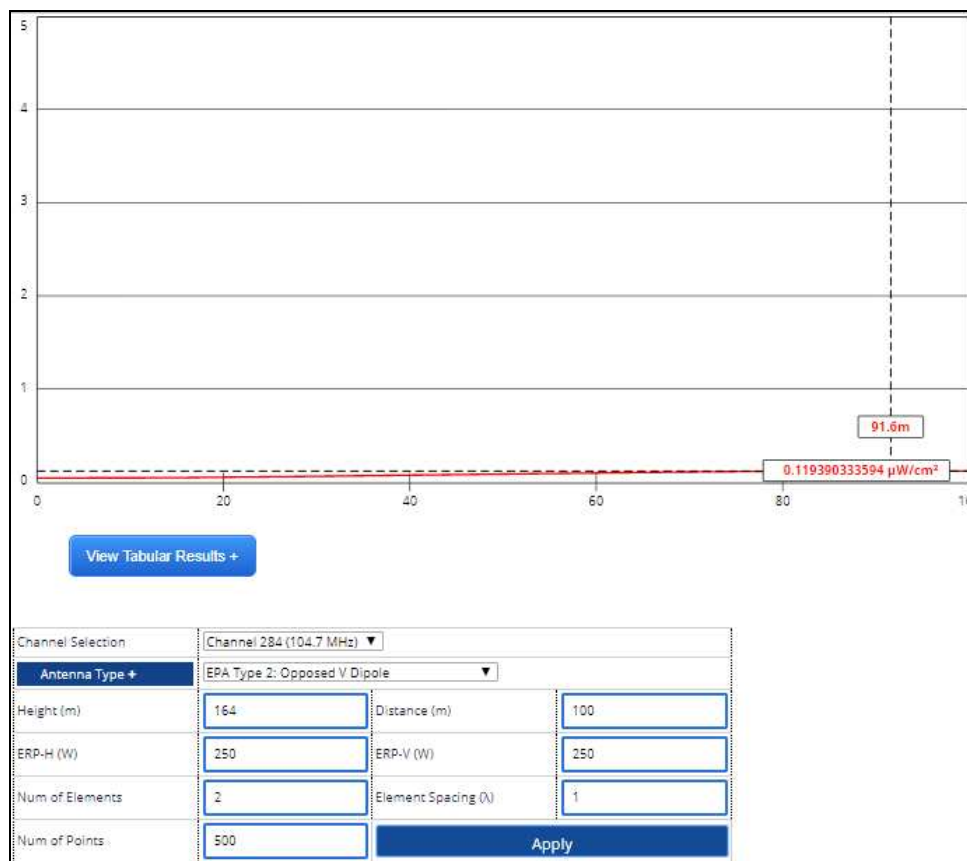 5
4
3
2
1
91.6m
0.119390333594 µW/cm²
0
0 20 40 60 80 10
View Tabular Results +
Channel Selection Channel 284 (104.7 MHz) ▼
Antenna Type + EPA Type 2: Opposed V Dipole ▼
Height (m) 164 Distance (m) 100
ERP-H (W) 250 ERP-V (W) 250
Num of Elements 2 Element Spacing (λ) 1
Num of Points 500 Apply